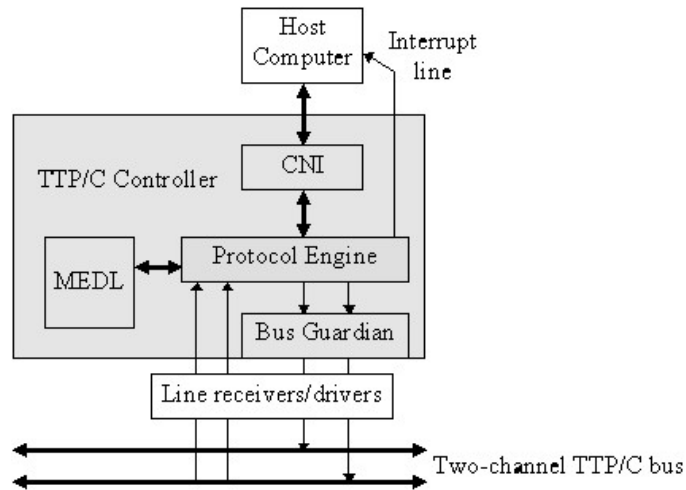 Host
Computer
Interrupt
line
CNI
TTP/C Controller
Protocol Engine
MEDL
Bus Guardian
Line receivers/drivers
Two-channel TTP/C bus